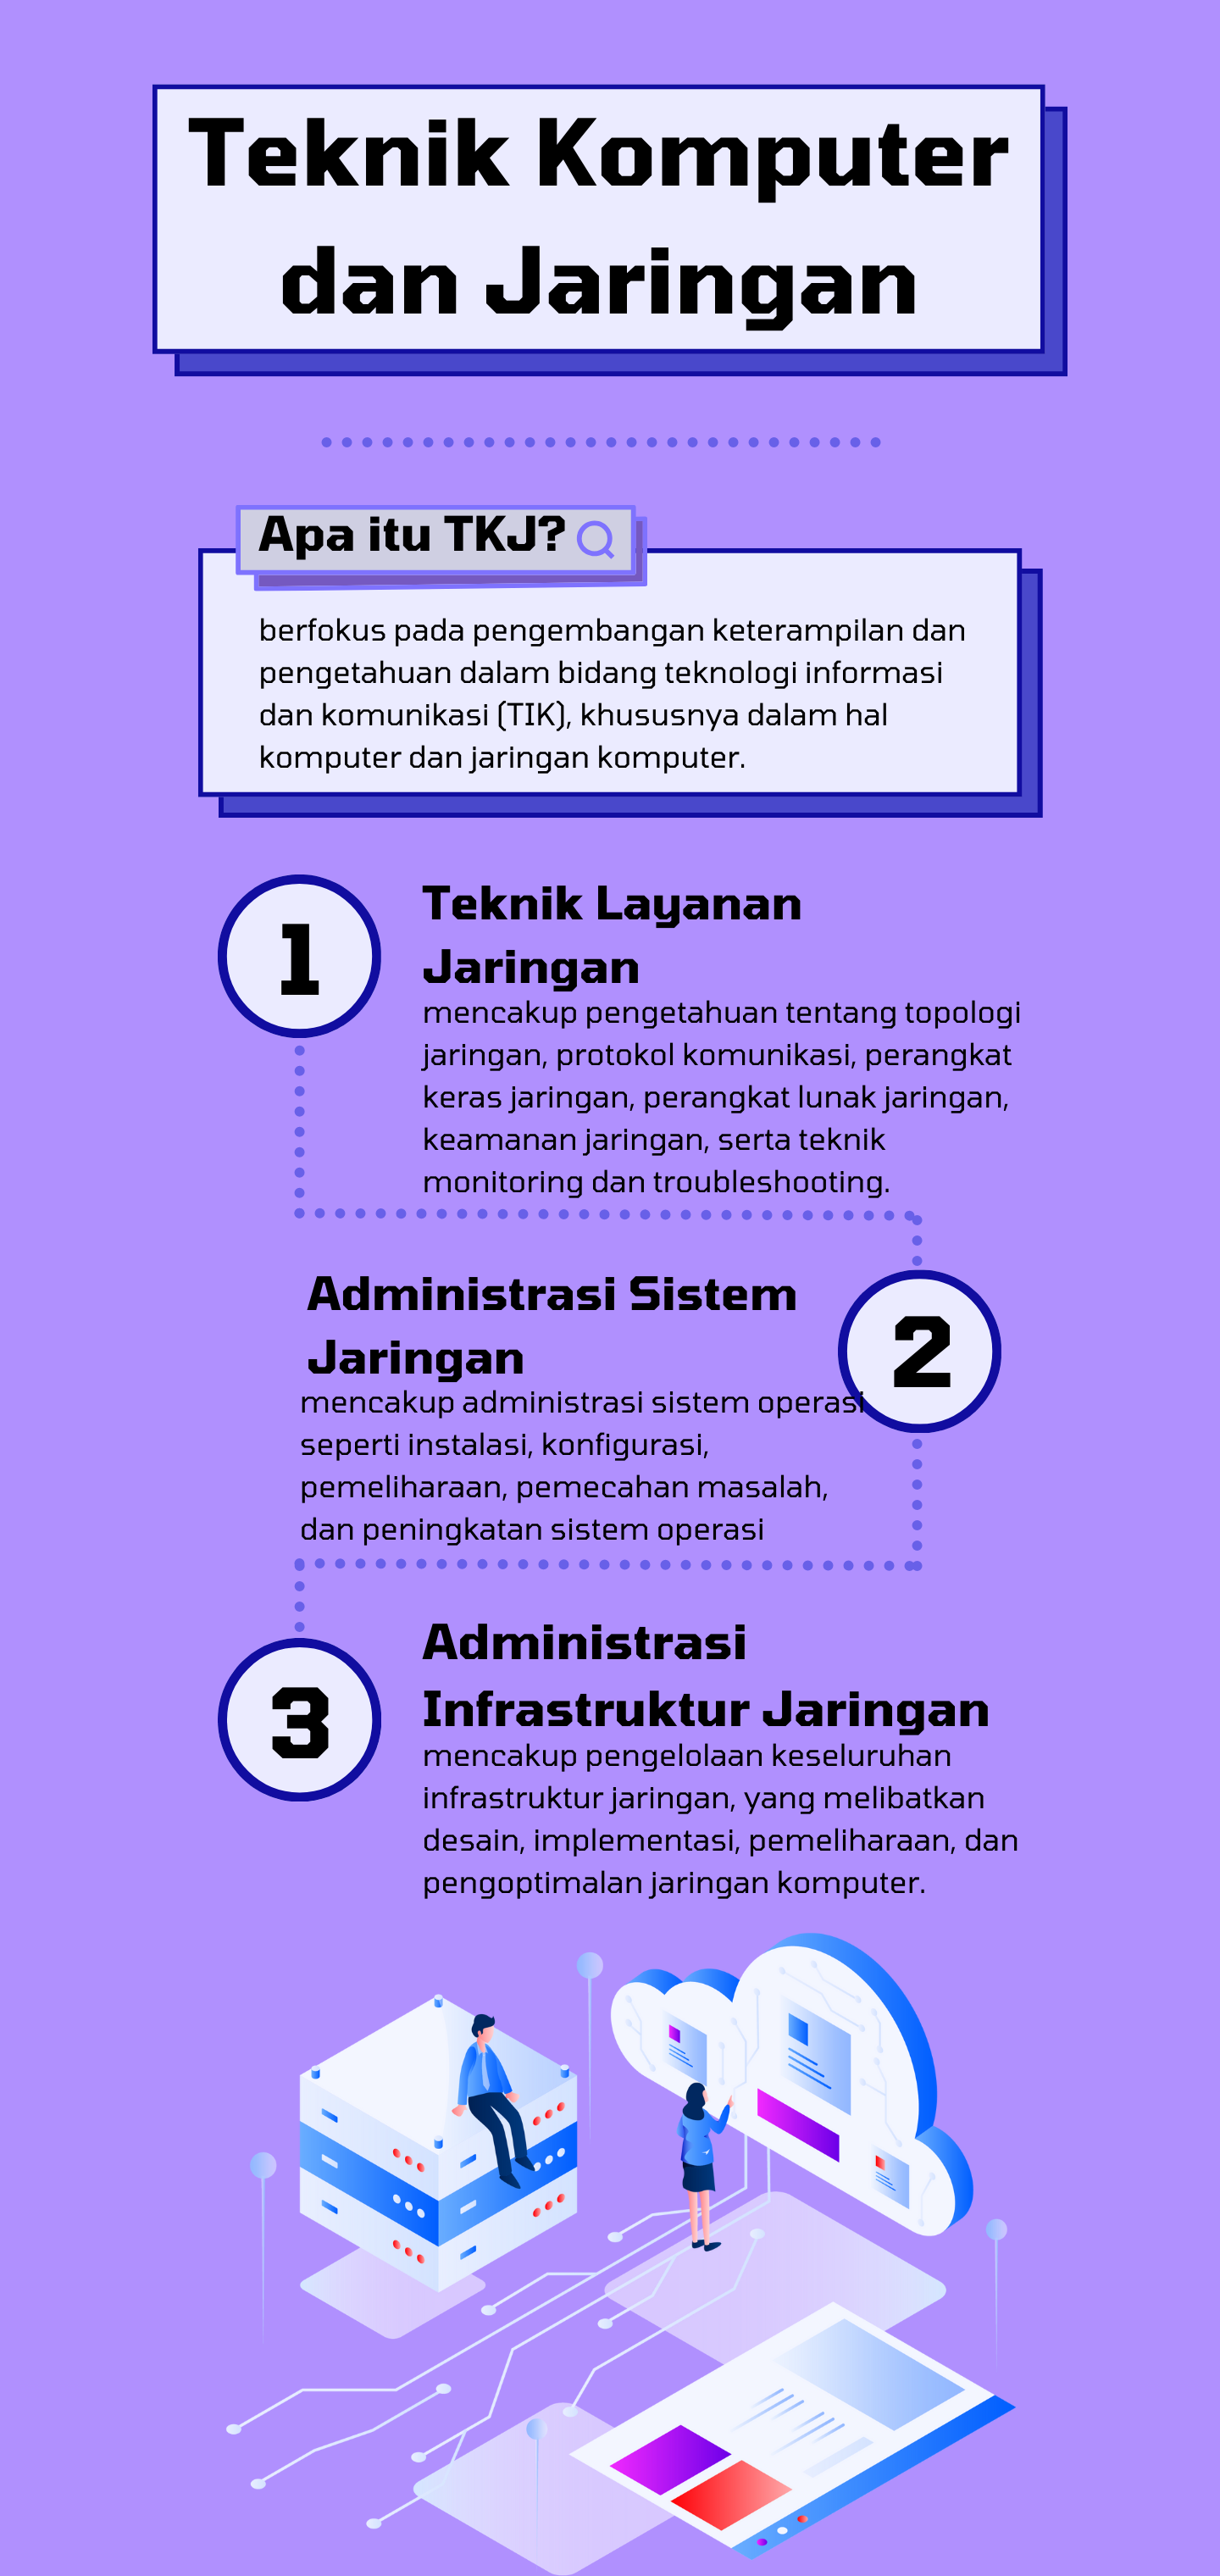 Teknik Komputer
dan Jaringan
Apa itu TKJ?
berfokus pada pengembangan keterampilan dan
pengetahuan dalam bidang teknologi informasi
dan komunikasi (TIK), khususnya dalam hal
komputer dan jaringan komputer.
1
Teknik Layanan
Jaringan
mencakup pengetahuan tentang topologi
jaringan, protokol komunikasi, perangkat
keras jaringan, perangkat lunak jaringan,
keamanan jaringan, serta teknik
monitoring dan troubleshooting.
2
Administrasi Sistem
Jaringan
mencakup administrasi sistem operasi
seperti instalasi, konfigurasi,
pemeliharaan, pemecahan masalah,
dan peningkatan sistem operasi
3
Administrasi
Infrastruktur Jaringan
mencakup pengelolaan keseluruhan
infrastruktur jaringan, yang melibatkan
desain, implementasi, pemeliharaan, dan
pengoptimalan jaringan komputer.